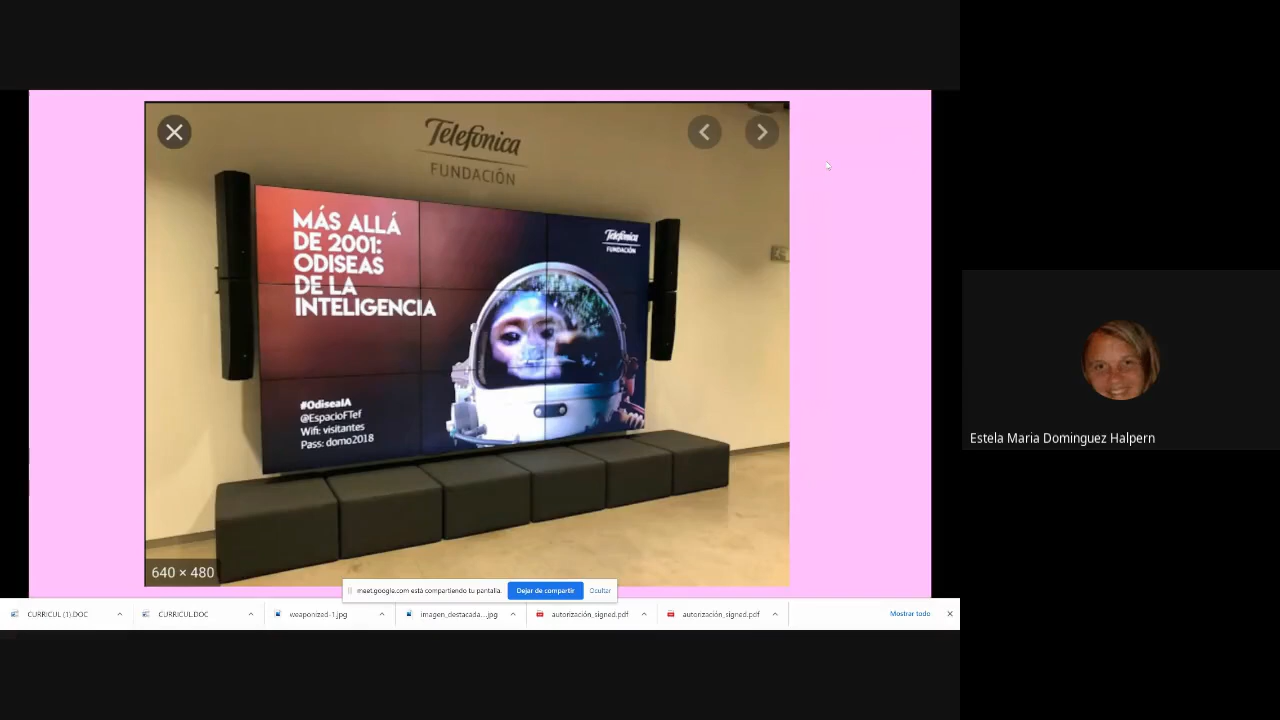 Telefónica
FUNDACIÓN
MÁS ALLÁ
DE 2001:
ODISEAS
DE LA
INTELIGENCIA
Telefónica
FUNDACIÓN
#OdiseaIA
@EspacioFTef
Wifi: visitantes
Pass: domo2018
640 × 480
Estela Maria Dominguez Halpern
meet.google.com está compartiendo tu pantalla.
Dejar de compartir
Ocultar
CURRICUL (1).DOC
CURRICUL.DOC
weaponized-1.jpg
imagen_destacada....jpg
autorización_signed.pdf
autorización_signed.pdf
Mostrar todo